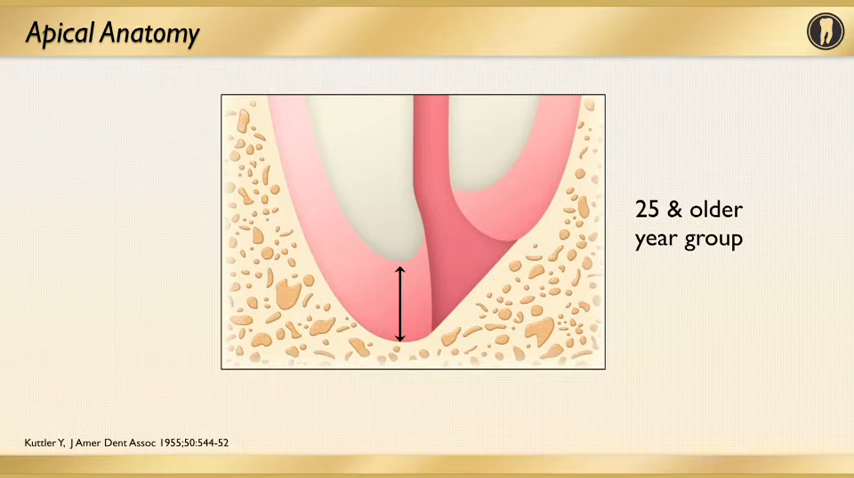 Apical Anatomy
25 & older
year group
Kuttler Y, J Amer Dent Assoc 1955;50:544-52